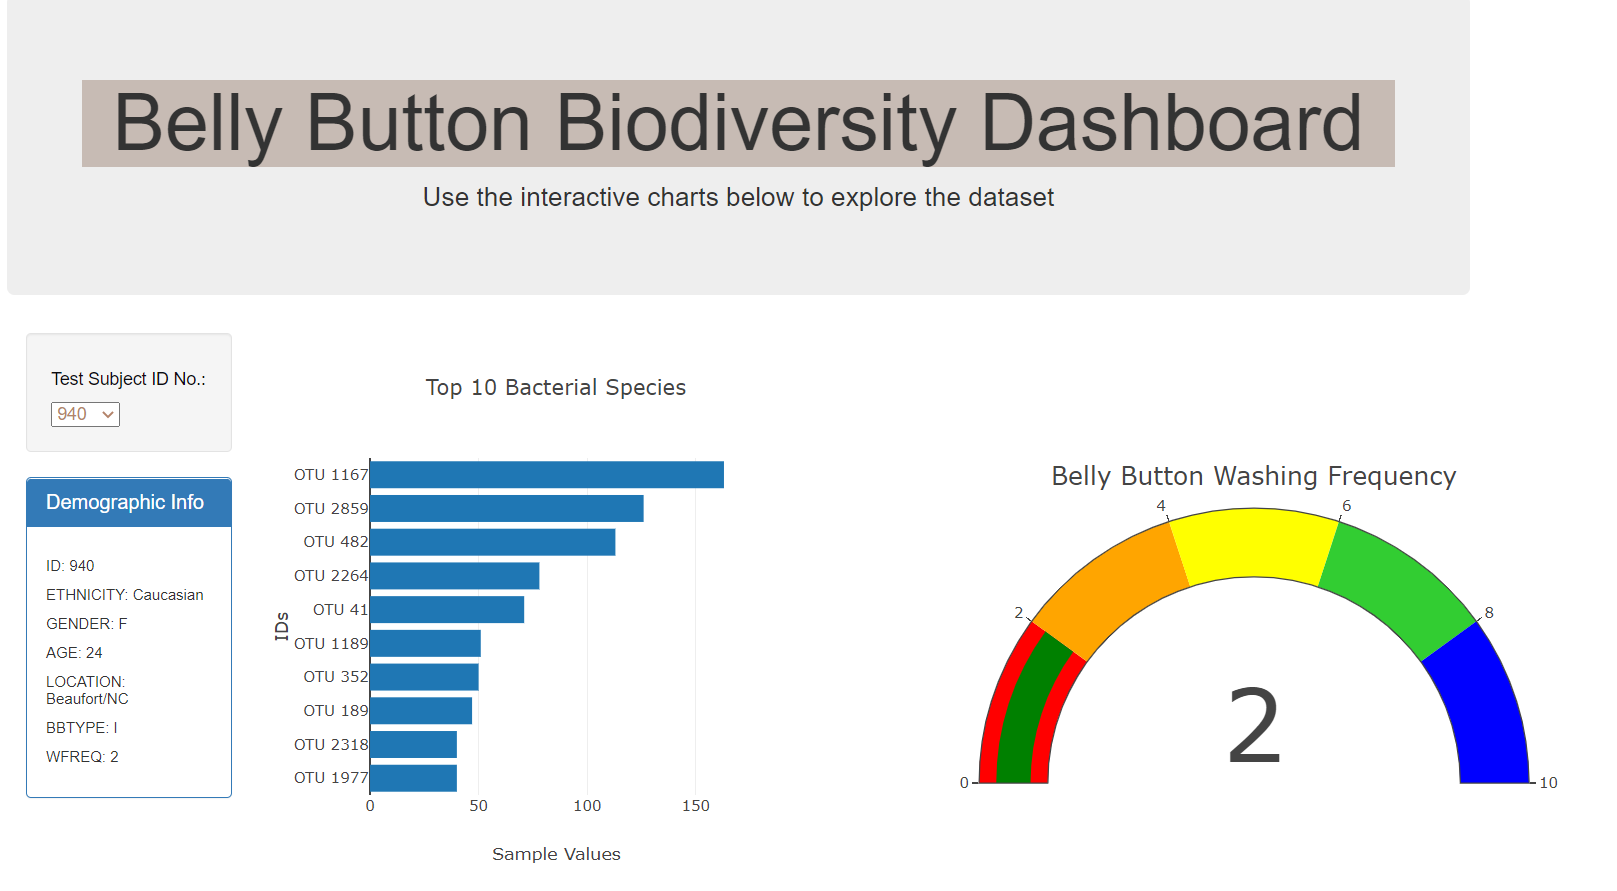 Belly Button Biodiversity Dashboard
Use the interactive charts below to explore the dataset
Test Subject ID No.:
940
Demographic Info
ID: 940
ETHNICITY: Caucasian
GENDER: F
AGE: 24
LOCATION:
Beaufort/NC
BBTYPE: I
WFREQ: 2
Top 10 Bacterial Species
IDs
OTU 1167
OTU 2859
OTU 482
OTU 2264
OTU 41
OTU 1189
OTU 352
OTU 189
OTU 2318
OTU 1977
0 50 100 150
Sample Values
Belly Button Washing Frequency
0
2
4
6
8
10
2